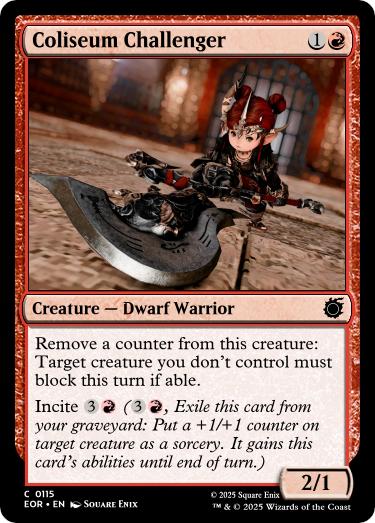 Coliseum Challenger 1
Creature — Dwarf Warrior
Remove a counter from this creature:
Target creature you don't control must
block this turn if able.
Incite 3 (3, Exile this card from
your graveyard: Put a +1/+1 counter on
target creature as a sorcery. It gains this
card's abilities until end of turn.)
2/1
C 0115
EOR • EN Square Enix
© 2025 Square Enix
™ & © 2025 Wizards of the Coast